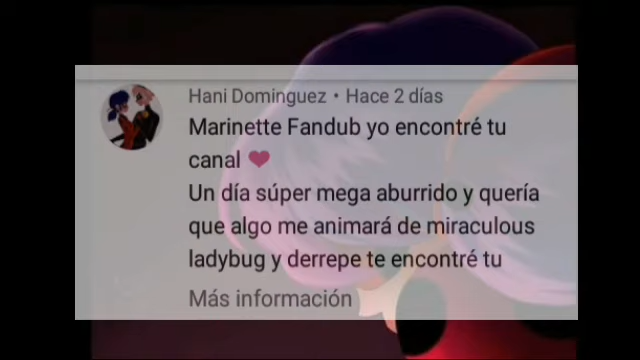 Hani Dominguez • Hace 2 días
Marinette Fandub yo encontré tu
canal ❤
Un día súper mega aburrido y quería
que algo me animará de miraculous
ladybug y derrepe te encontré tu
Más información